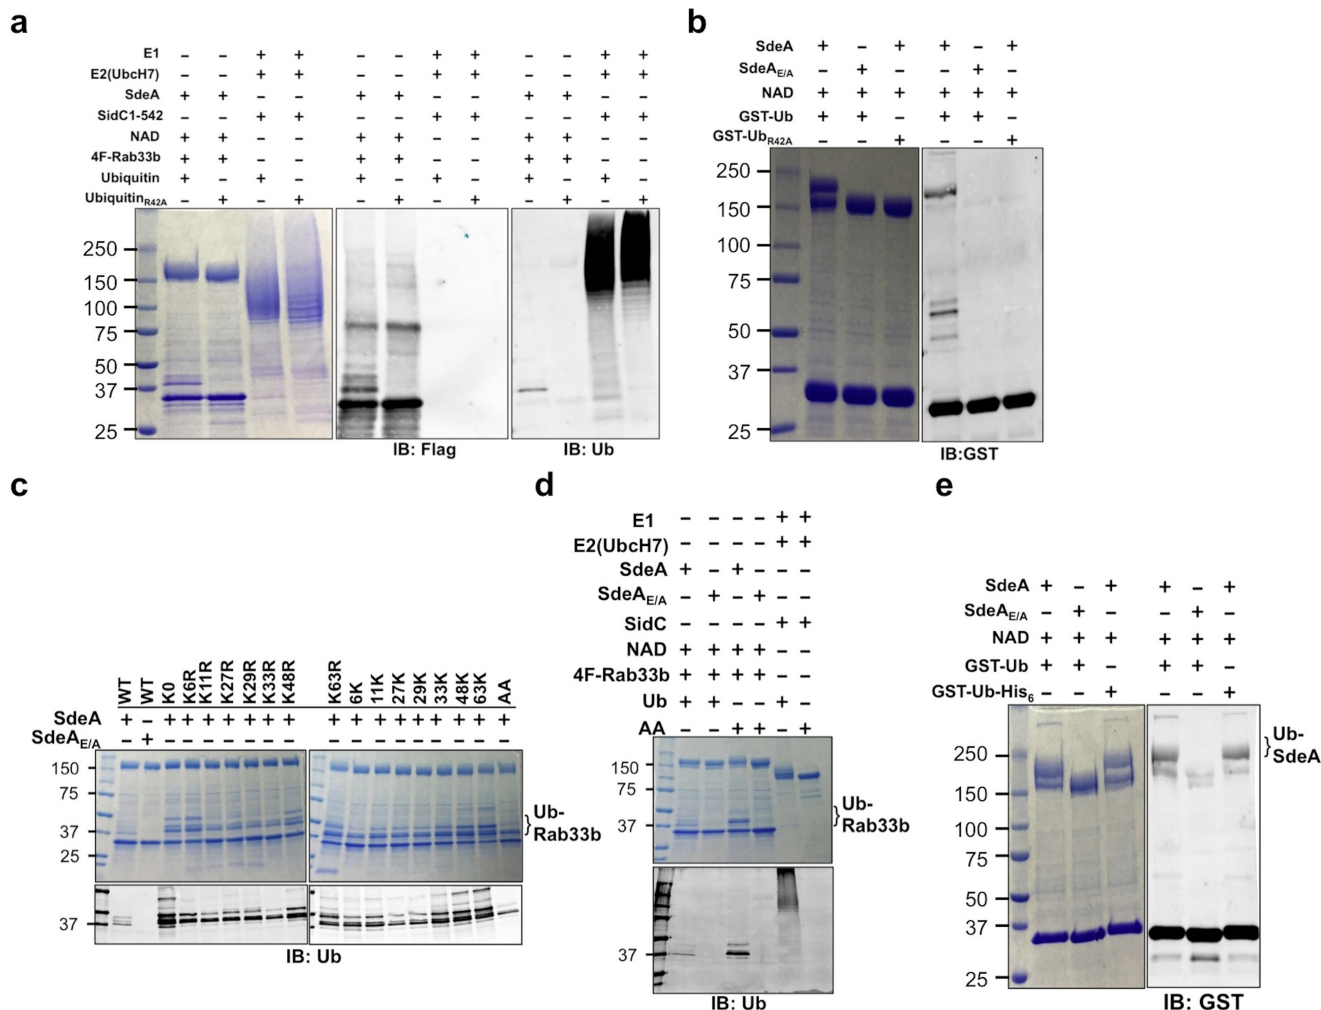 a
E1 – – + + – – + + – – + +
E2(UbcH7) – – + + – – + + – – + +
SdeA + + – – + + – – + + – –
SidC1-542 – – + + – – + + – – + +
NAD + + – – + + – – + + – –
4F-Rab33b + + – – + + – – + + – –
Ubiquitin + – + – + – + – + – + –
UbiquitinR42A – + – + – + – + – + – +
250
150
100
75
50
37
25
IB: Flag
IB: Ub
b
SdeA + – + + – +
SdeAE/A – + – – + –
NAD + + + + + +
GST-Ub + + – + + –
GST-UbR42A – – + – – +
250
150
100
75
50
37
25
IB:GST
c
WT WT K0 K6R K11R K27R K29R K33R K48R K63R 6K 11K 27K 29K 33K 48K 63K AA
SdeA + – + + + + + + + + + + + + + + + +
SdeAE/A – + – – – – – – – – – – – – – – – –
150
75
37
25
Ub-
Rab33b
37
IB: Ub
d
E1 – – – – + +
E2(UbcH7) – – – – + +
SdeA + – + – – –
SdeAE/A – + – + – –
SidC – – – – + +
NAD + + + + – –
4F-Rab33b + + + + – –
Ub + + – – + –
AA – – + + – +
150
75
37
Ub-
Rab33b
37
IB: Ub
e
SdeA + – + + – +
SdeAE/A – + – – + –
NAD + + + + + +
GST-Ub + + – + + –
GST-Ub-His6 – – + – – +
250
150
100
75
50
37
25
Ub-
SdeA
IB: GST